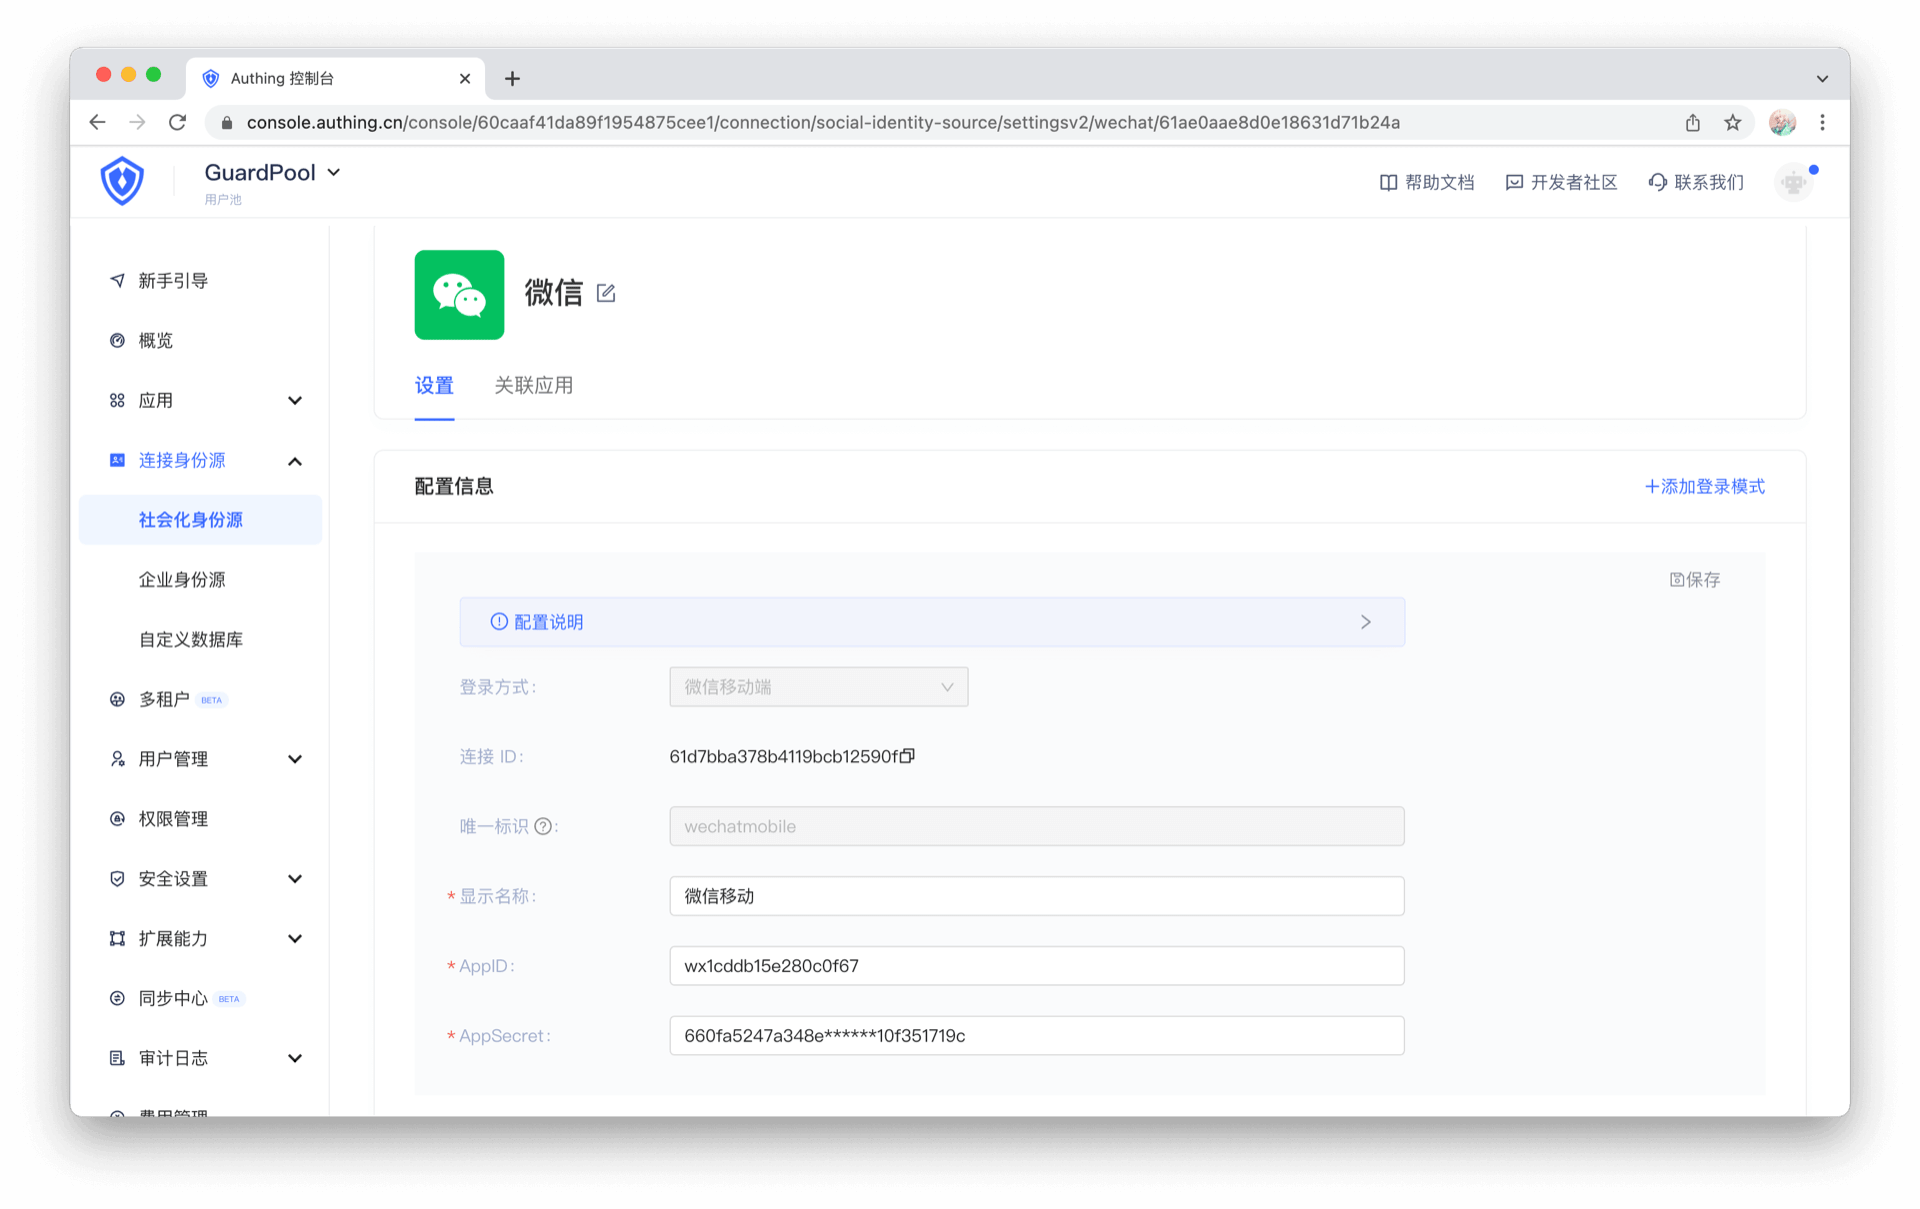 Authing 控制台
console.authing.cn/console/60caaf41da89f1954875cee1/connection/social-identity-source/settingsv2/wechat/61ae0aae8d0e18631d71b24a
GuardPool
用户池
帮助文档
开发者社区
联系我们
新手引导
概览
应用
连接身份源
社会化身份源
企业身份源
自定义数据库
多租户 BETA
用户管理
权限管理
安全设置
扩展能力
同步中心 BETA
审计日志
费用管理
微信
设置
关联应用
配置信息
+添加登录模式
保存
配置说明
登录方式:
微信移动端
连接 ID:
61d7bba378b4119bcb12590f
唯一标识 ? :
wechatmobile
* 显示名称:
微信移动
* AppID:
wx1cddb15e280c0f67
* AppSecret:
660fa5247a348e******10f351719c